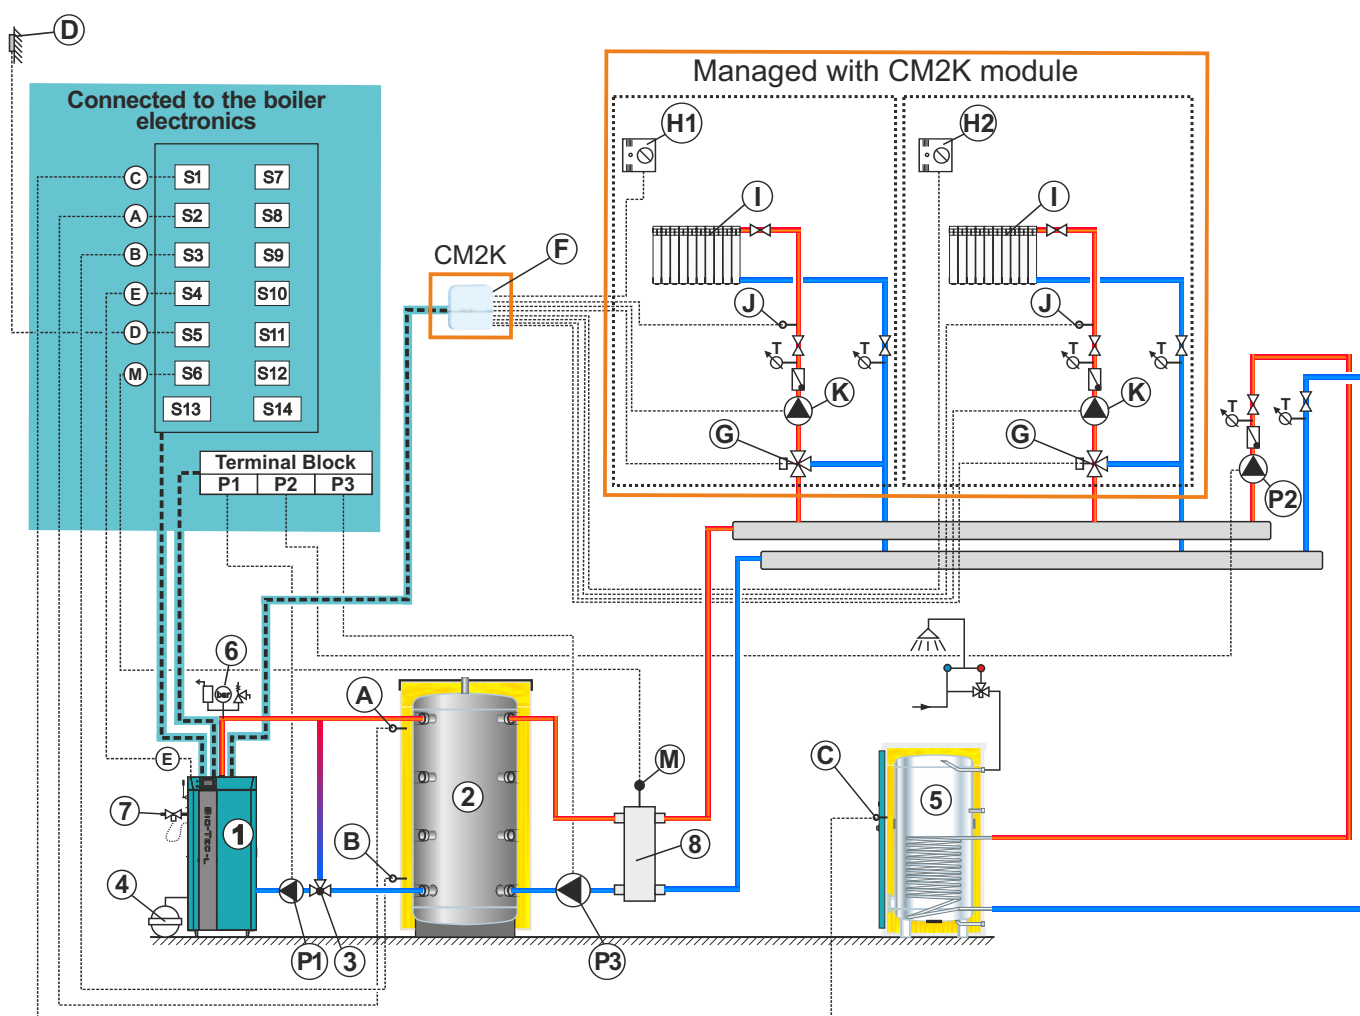 D
Managed with CM2K module
Connected to the boiler
electronics
H1
H2
C
S1
S7
I
I
A
S2
S8
B
S3
S9
CM2K
F
E
S4
S10
J
J
D
S5
S11
T
T
T
T
M
S6
S12
K
K
S13
S14
T
T
G
G
Terminal Block
P1
P2
P3
P2
6
bar
A
E
M
C
2
5
7
1
BIO-TEC-L
8
B
4
P1
3
P3